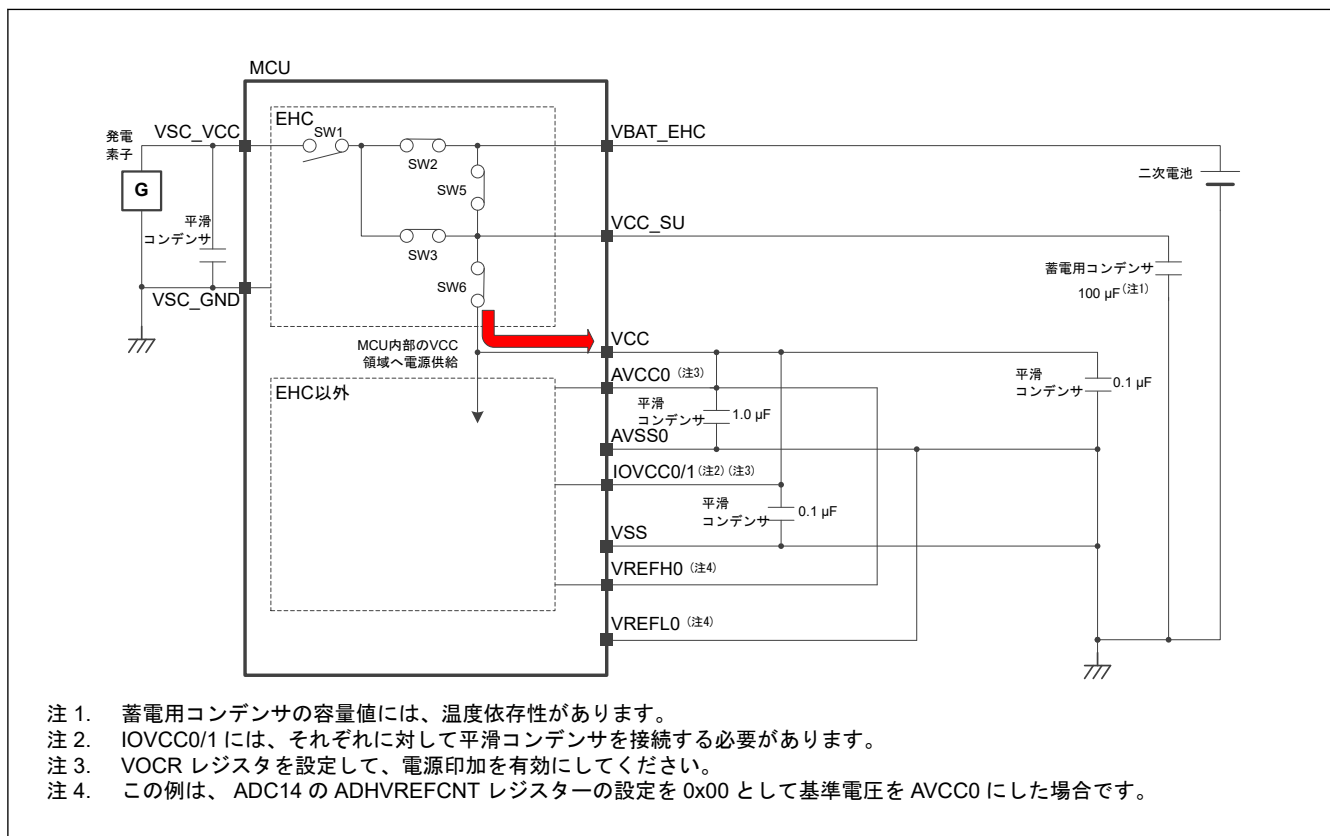 MCU
EHC
SW1
VSC_VCC
発電
素子
G
平滑
コンデンサ
VSC_GND
SW2
SW5
SW3
SW6
VBAT_EHC
二次電池
VCC_SU
蓄電用コンデンサ
100 µF(注1)
MCU内部のVCC
領域へ電源供給
VCC
EHC以外
AVCC0 (注3)
平滑
コンデンサ
1.0 µF
平滑
コンデンサ
0.1 µF
AVSS0
IOVCC0/1(注2)(注3)
平滑
コンデンサ
0.1 µF
VSS
VREFH0 (注4)
VREFL0 (注4)
注 1. 蓄電用コンデンサの容量値には、温度依存性があります。
注 2. IOVCC0/1 には、それぞれに対して平滑コンデンサを接続する必要があります。
注 3. VOCR レジスタを設定して、電源印加を有効にしてください。
注 4. この例は、 ADC14 の ADHVREFCNT レジスターの設定を 0x00 として基準電圧を AVCC0 にした場合です。